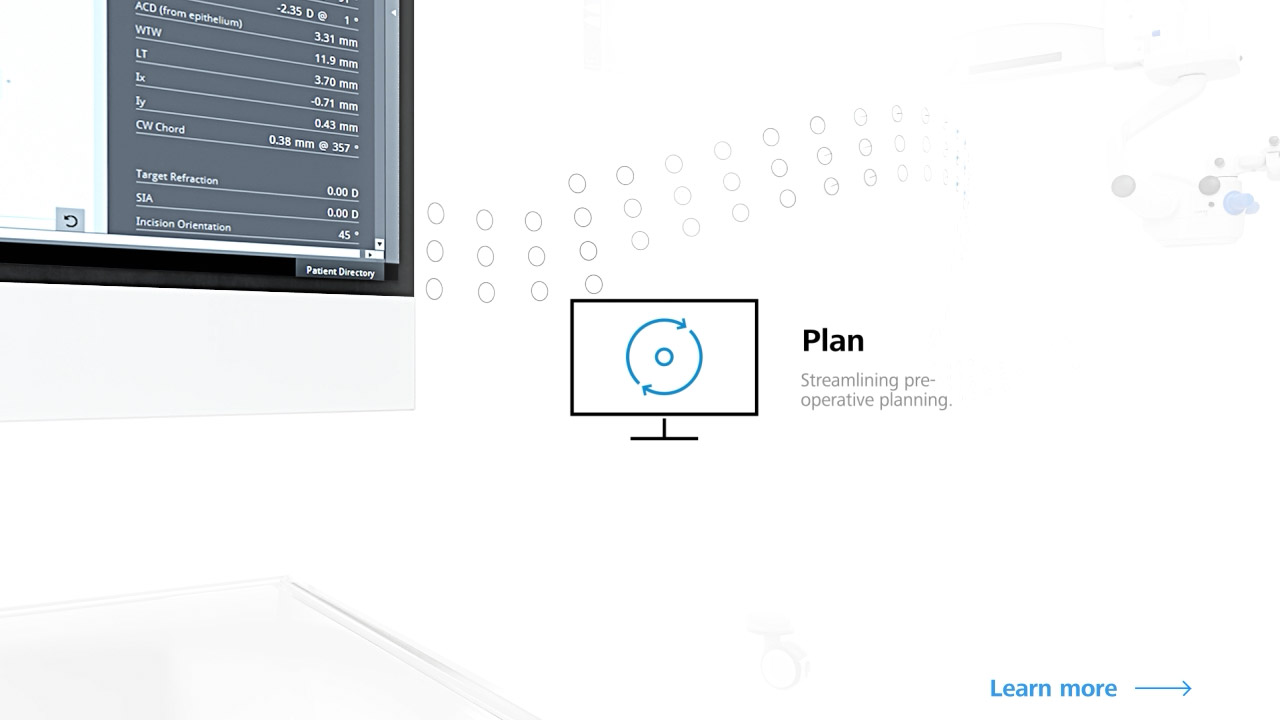 -2.35 D @ 1 °
ACD (from epithelium)
3.31 mm
WTW
11.9 mm
LT
3.70 mm
Ix
-0.71 mm
Iy
0.43 mm
CW Chord
0.38 mm @ 357 °
Target Refraction
0.00 D
SIA
0.00 D
Incision Orientation
45 °
Patient Directory
Plan
Streamlining pre-
operative planning.
Learn more